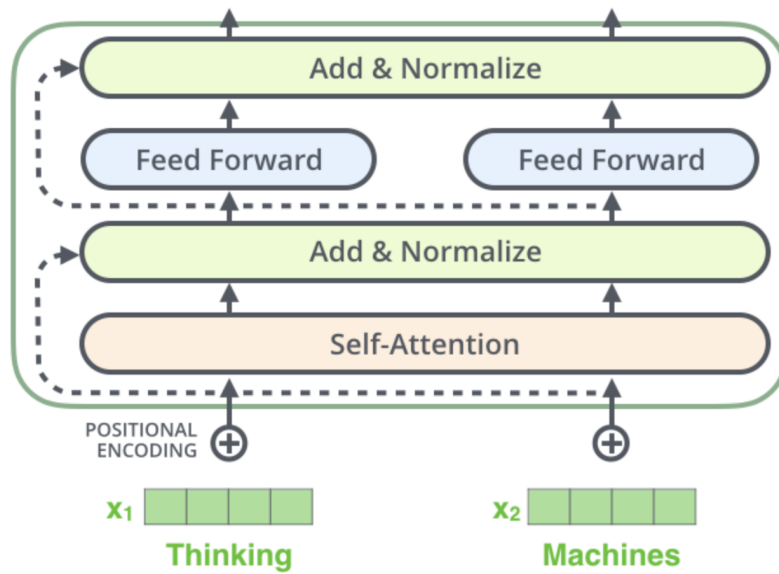 Add & Normalize
Feed Forward Feed Forward
Add & Normalize
Self-Attention
POSITIONAL
ENCODING
x₁ x₂
Thinking Machines